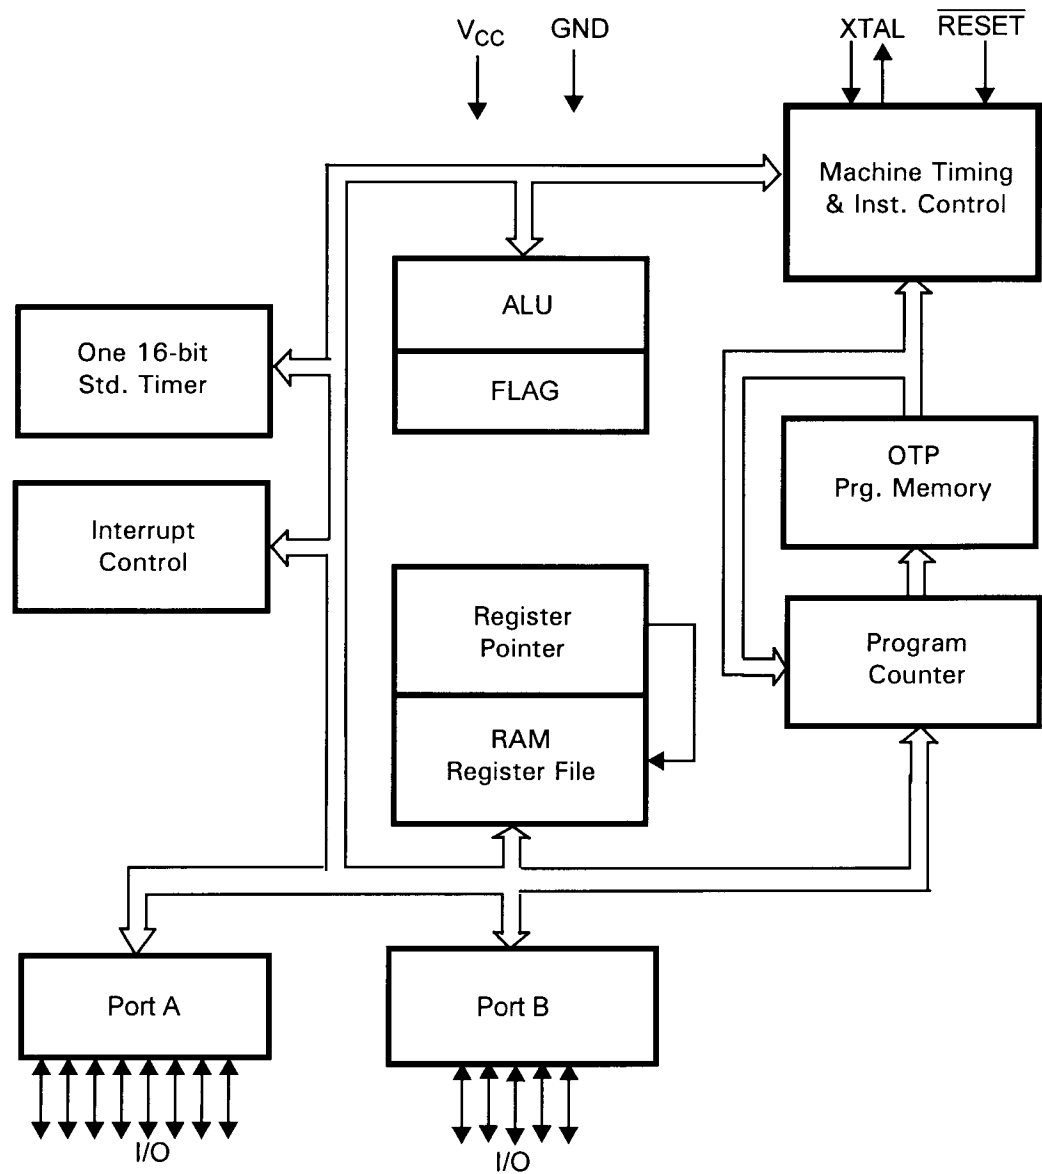 VCC
GND
XTAL
RESET
Machine Timing
& Inst. Control
ALU
FLAG
One 16-bit
Std. Timer
OTP
Prg. Memory
Interrupt
Control
Register
Pointer
Program
Counter
RAM
Register File
Port A
Port B
I/O
I/O